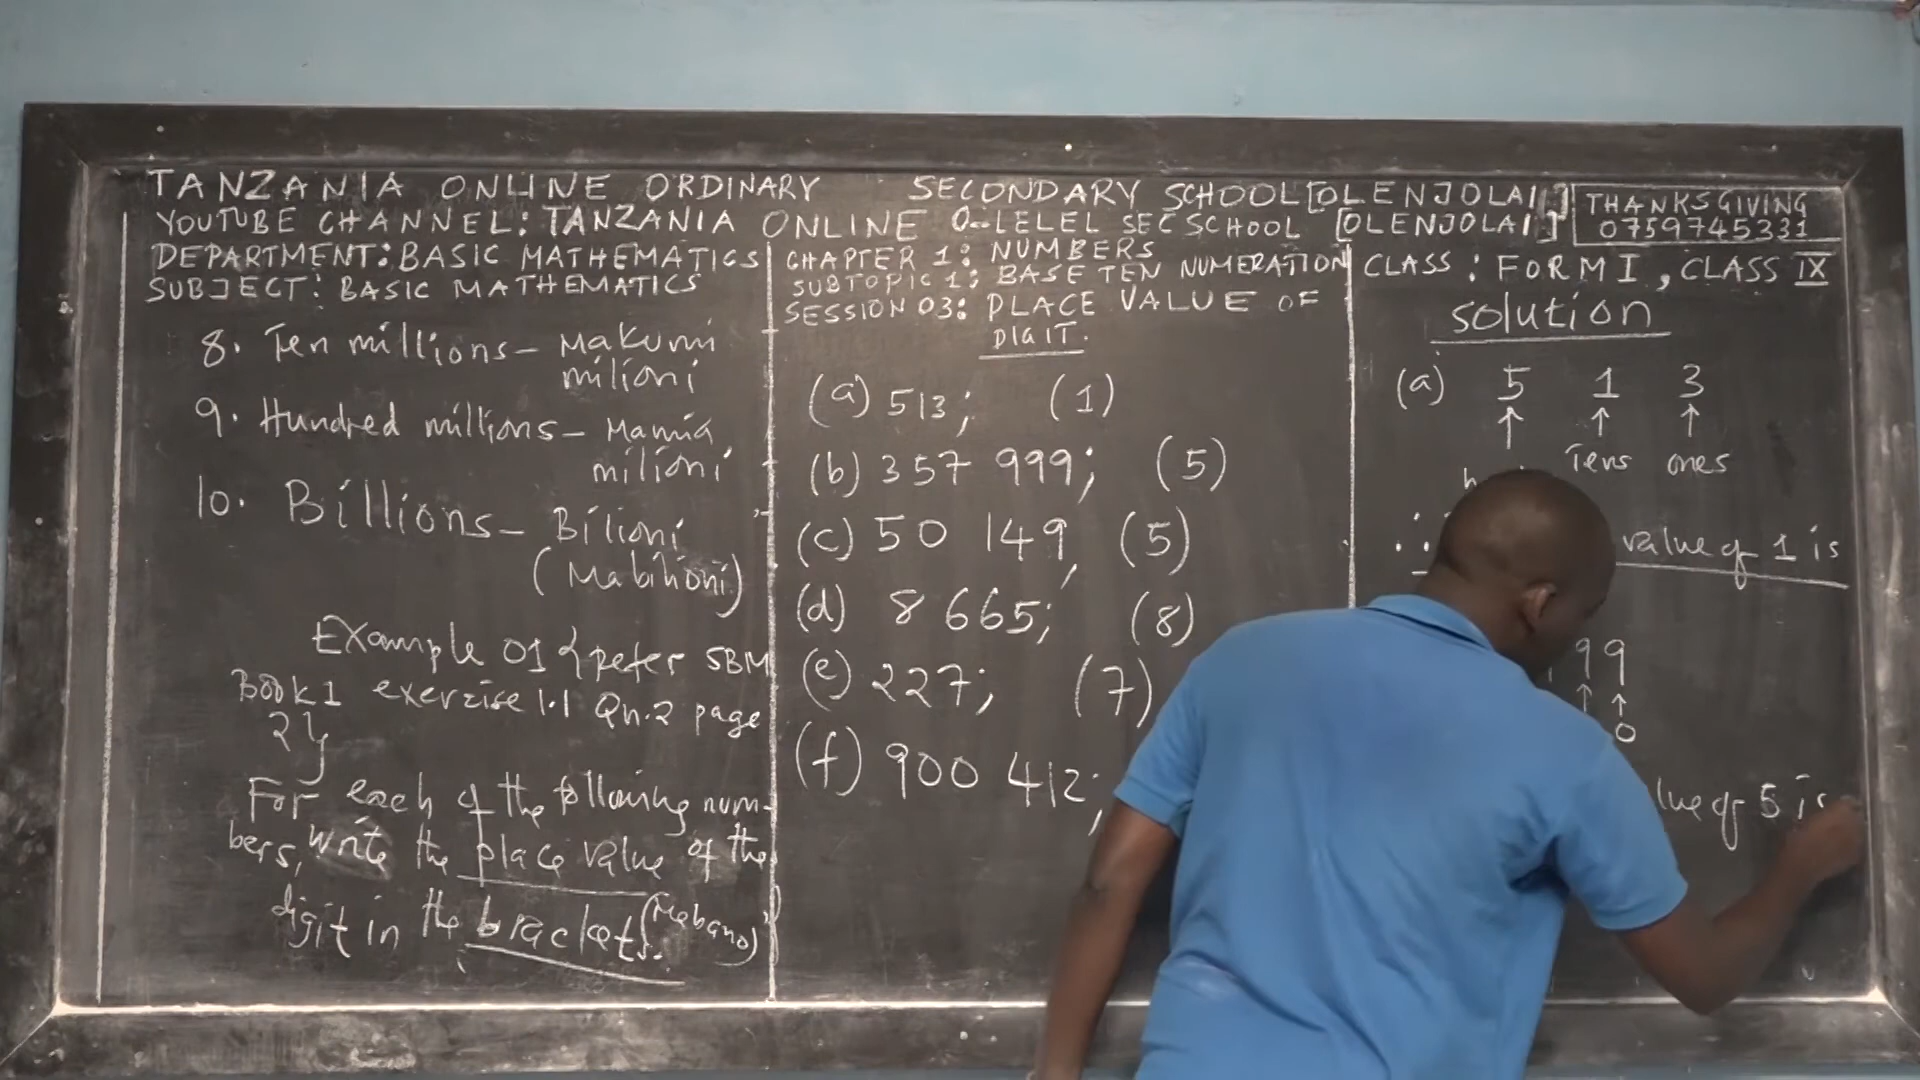 TANZANIA ONLINE ORDINARY SECONDARY SCHOOL [OLENJOLAI]
YOUTUBE CHANNEL: TANZANIA ONLINE O-LELEL SEC SCHOOL [OLENJOLAI]
THANKSGIVING
0759745331
DEPARTMENT: BASIC MATHEMATICS
SUBJECT: BASIC MATHEMATICS
8. Ten millions - Makumi
milioni
9. Hundred millions - Mamia
milioni
10. Billions - Bilioni
(Mabilioni)
Example 01 {refer SBM
Book 1 exercise 1.1 Qn.2 page
2}
For each of the following num-
bers, write the place value of the
digit in the brackets. (Mabano)
CHAPTER 1: NUMBERS
SUBTOPIC 1: BASE TEN NUMERATION
SESSION 03: PLACE VALUE OF
DIGIT.
(a) 513; (1)
(b) 357 999; (5)
(c) 50 149, (5)
(d) 8 665; (8)
(e) 227; (7)
(f) 900 412;
CLASS: FORM I, CLASS IX
solution
(a) 5 1 3
Tens ones
value of 1 is
99
0
of 5 is